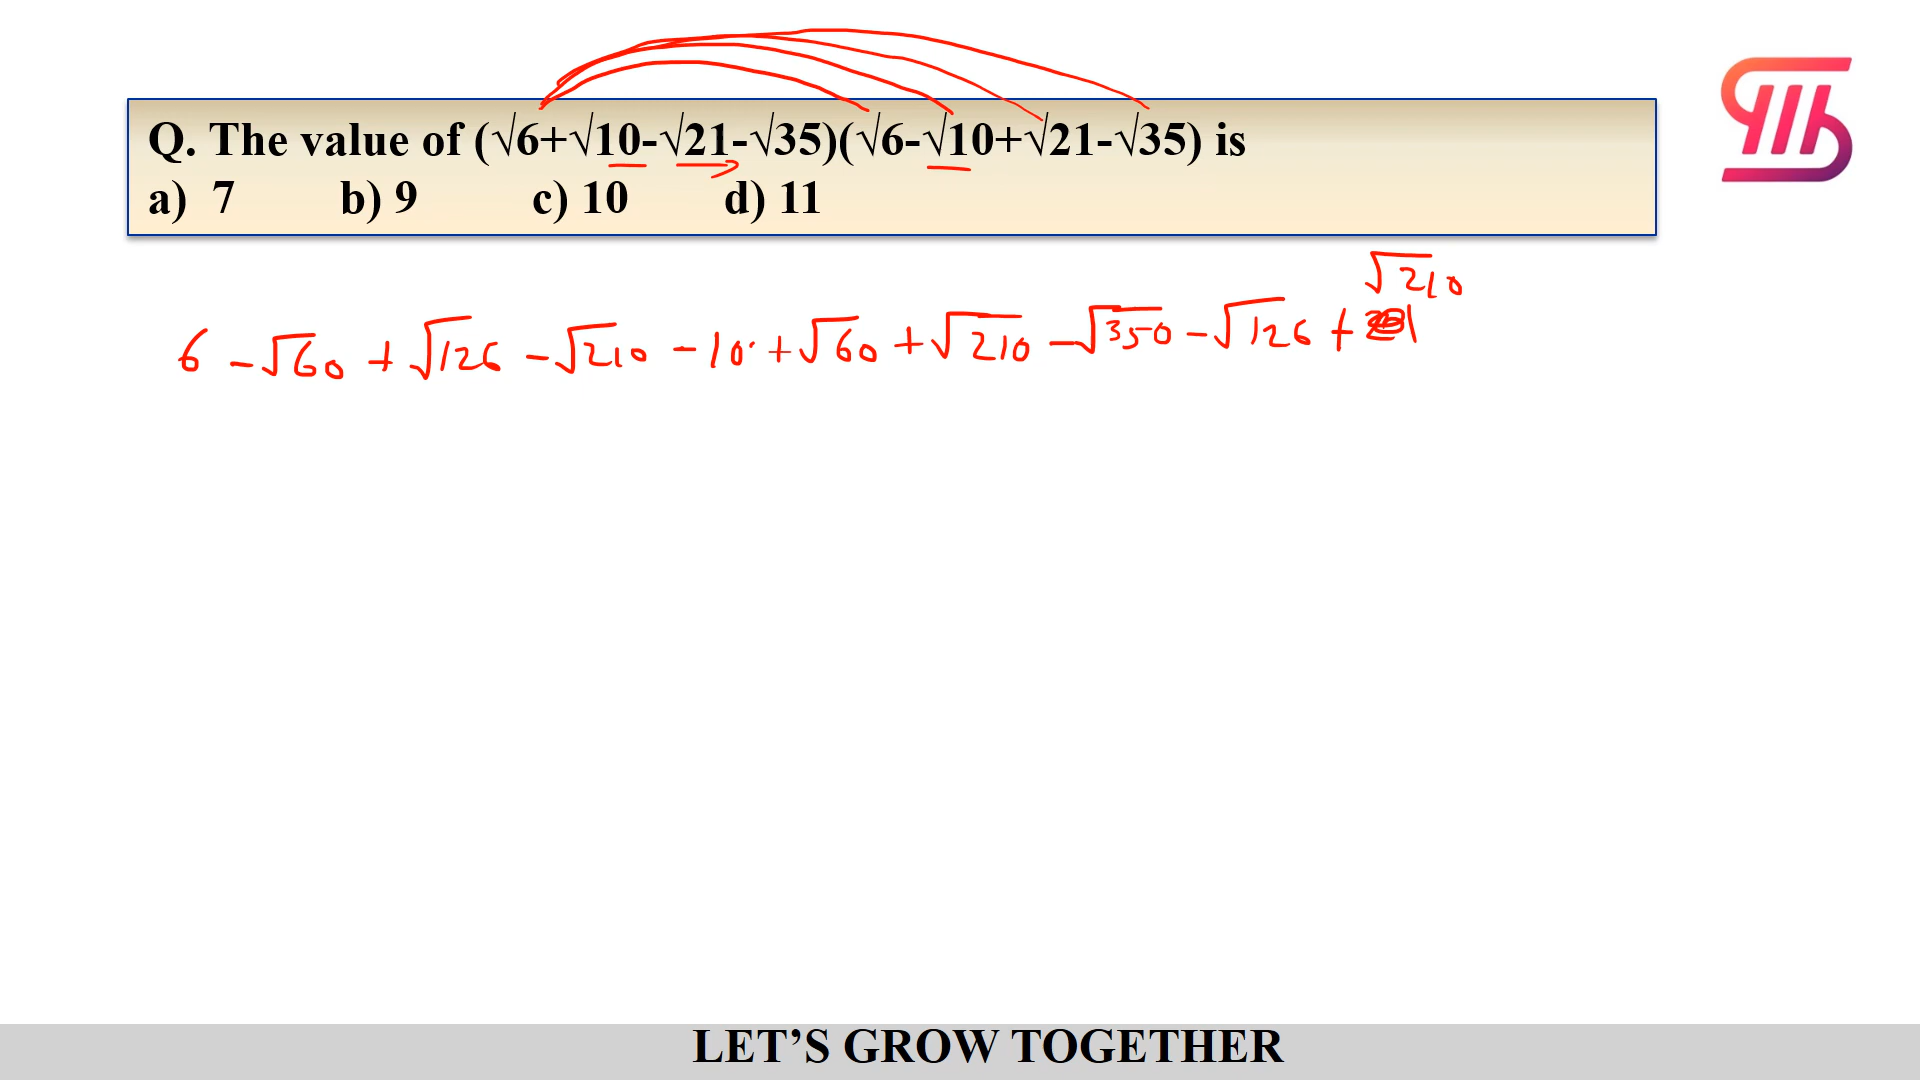 Q. The value of (√6+√10-√21-√35)(√6-√10+√21-√35) is
a) 7 b) 9 c) 10 d) 11
√210
6 - √60 + √126 - √210 - 10 + √60 + √210 - √350 - √126 +
LET’S GROW TOGETHER